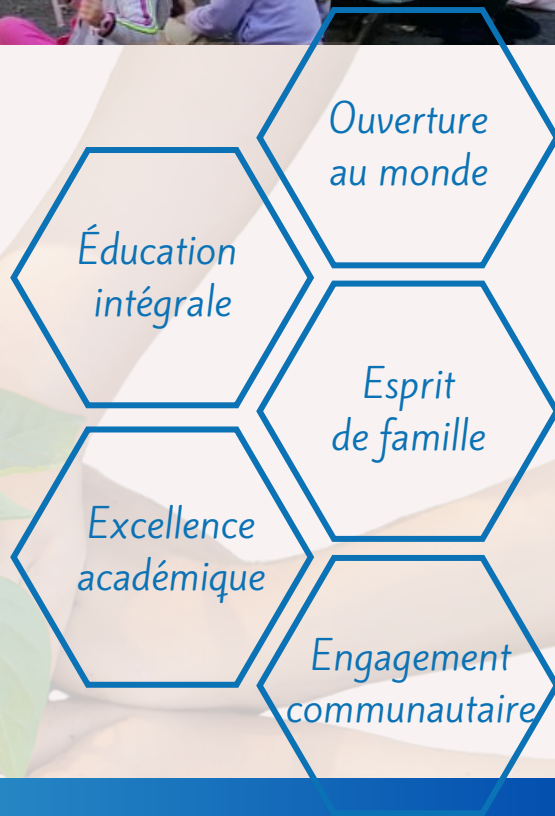 Ouverture
au monde
Éducation
intégrale
Esprit
de famille
Excellence
académique
Engagement
communautaire